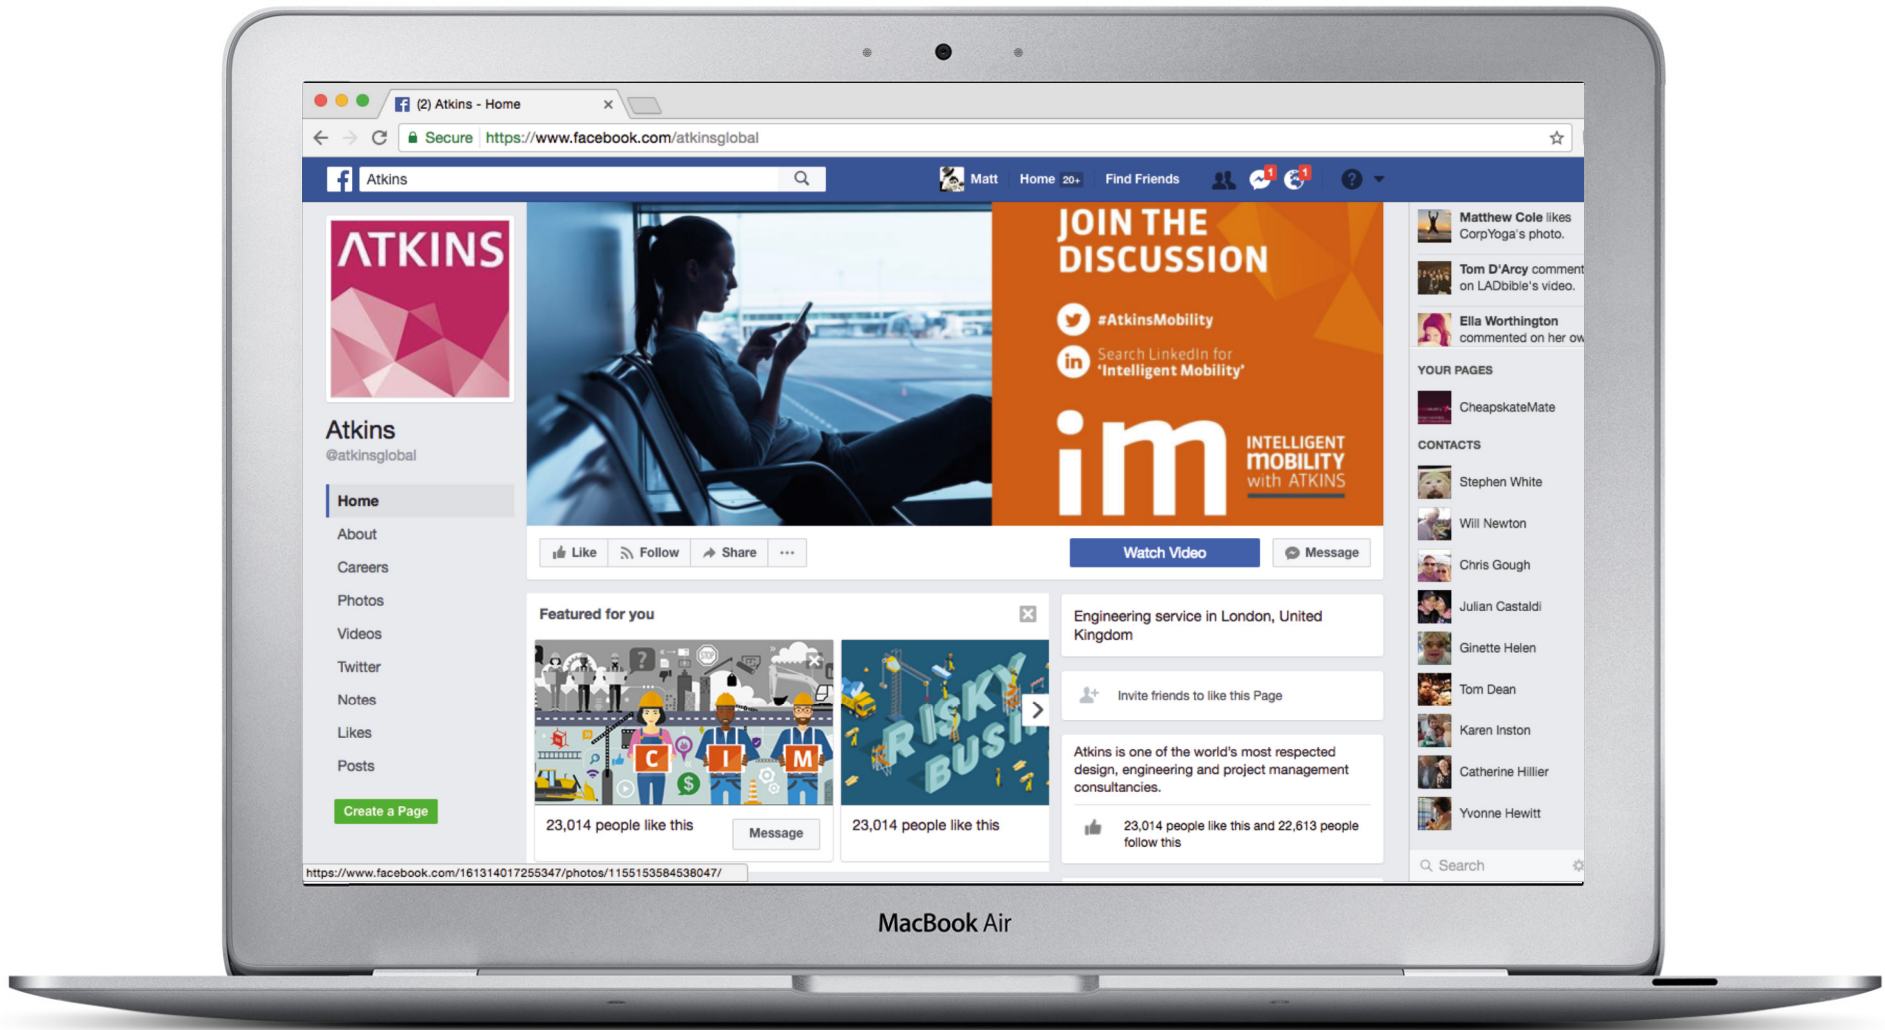 (2) Atkins - Home
Secure https://www.facebook.com/atkinsglobal
Atkins
Matt Home 20+ Find Friends 1 1
ATKINS
Atkins
@atkinsglobal
Home
About
Careers
Photos
Videos
Twitter
Notes
Likes
Posts
Create a Page
JOIN THE
DISCUSSION
#AtkinsMobility
in Search LinkedIn for
'Intelligent Mobility'
im
INTELLIGENT
MOBILITY
with ATKINS
Like Follow Share ...
Watch Video Message
Featured for you
STOP
C I M
23,014 people like this
Message
RISKY
BUSI
23,014 people like this
Engineering service in London, United
Kingdom
Invite friends to like this Page
Atkins is one of the world's most respected
design, engineering and project management
consultancies.
23,014 people like this and 22,613 people
follow this
Matthew Cole likes
CorpYoga's photo.
Tom D'Arcy comment
on LADbible's video.
Ella Worthington
commented on her ow
YOUR PAGES
CheapskateMate
CONTACTS
Stephen White
Will Newton
Chris Gough
Julian Castaldi
Ginette Helen
Tom Dean
Karen Inston
Catherine Hillier
Yvonne Hewitt
Search
https://www.facebook.com/161314017255347/photos/1155153584538047/
MacBook Air